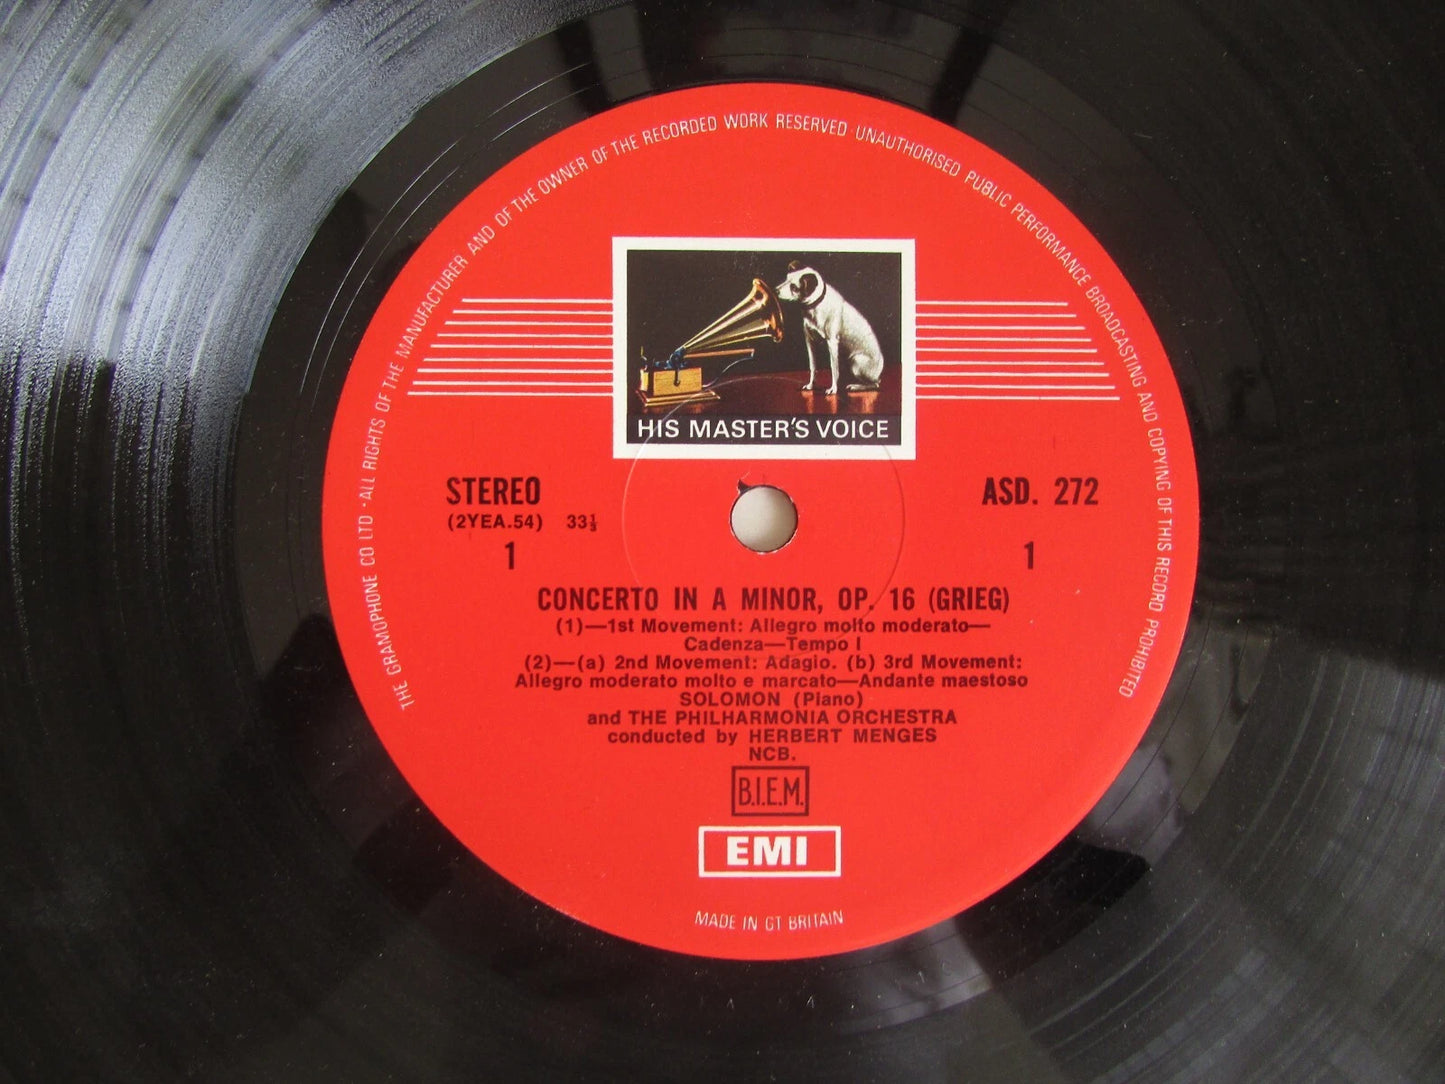 THE GRAMOPHONE CO LTD · ALL RIGHTS OF THE MANUFACTURER AND OF THE OWNER OF THE RECORDED WORK RESERVED · UNAUTHORISED PUBLIC PERFORMANCE BROADCASTING AND COPYING OF THIS RECORD PROHIBITED
HIS MASTER'S VOICE
STEREO ASD. 272
(2YEA.54) 33⅓
1 1
CONCERTO IN A MINOR, OP. 16 (GRIEG)
(1)—1st Movement: Allegro molto moderato—
Cadenza—Tempo I
(2)—(a) 2nd Movement: Adagio. (b) 3rd Movement:
Allegro moderato molto e marcato—Andante maestoso
SOLOMON (Piano)
and THE PHILHARMONIA ORCHESTRA
conducted by HERBERT MENGES
NCB.
B.I.E.M.
EMI
MADE IN GT BRITAIN